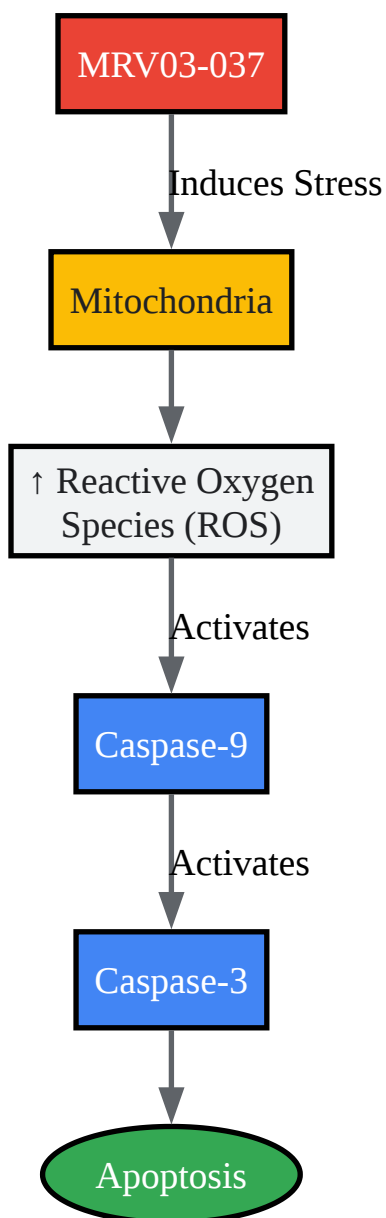 MRV03-037
Induces Stress
Mitochondria
↑ Reactive Oxygen
Species (ROS)
Activates
Caspase-9
Activates
Caspase-3
Apoptosis